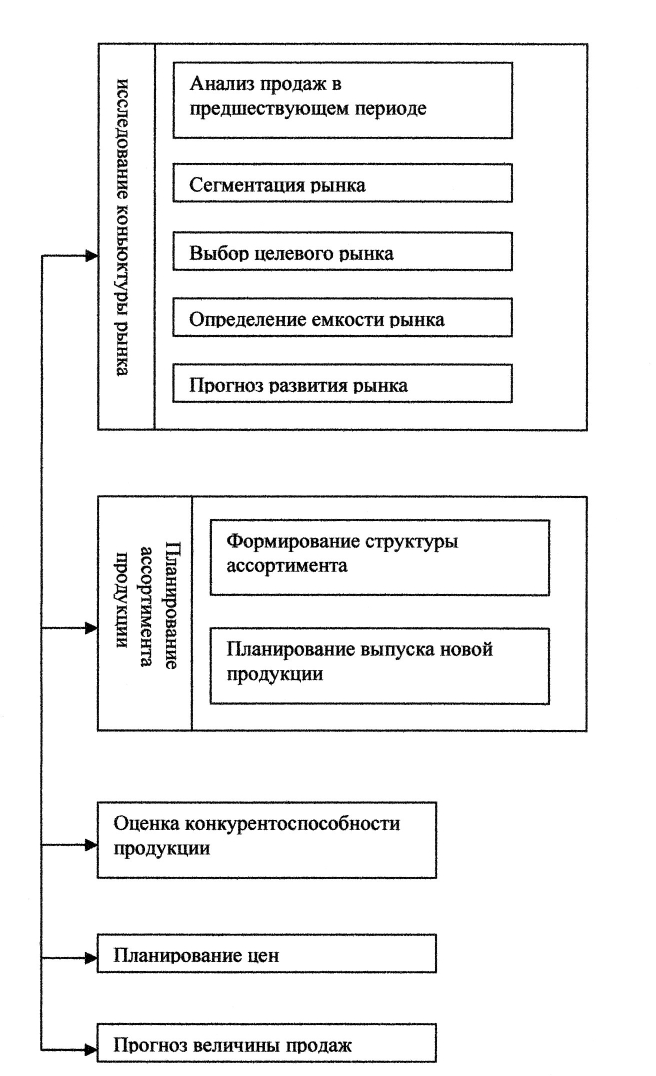 исследование коньюктуры рынка
Анализ продаж в
предшествующем периоде
Сегментация рынка
Выбор целевого рынка
Определение емкости рынка
Прогноз развития рынка
Планирование
ассортимента
продукции
Формирование структуры
ассортимента
Планирование выпуска новой
продукции
Оценка конкурентоспособности
продукции
Планирование цен
Прогноз величины продаж